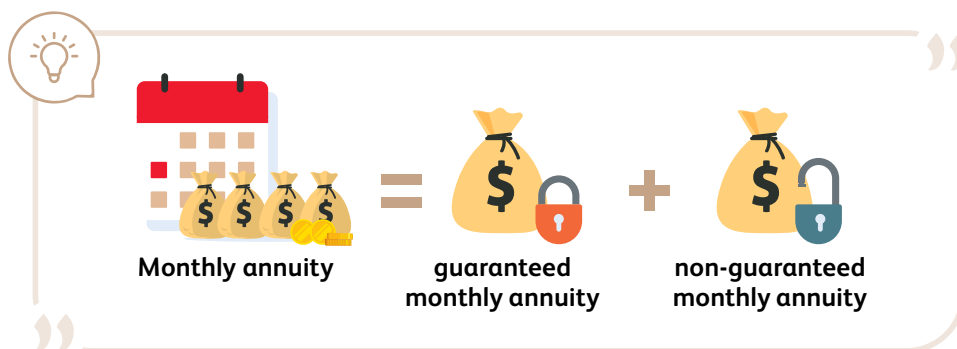 $ $ $ $
=
$
+
$
Monthly annuity
guaranteed
monthly annuity
non-guaranteed
monthly annuity